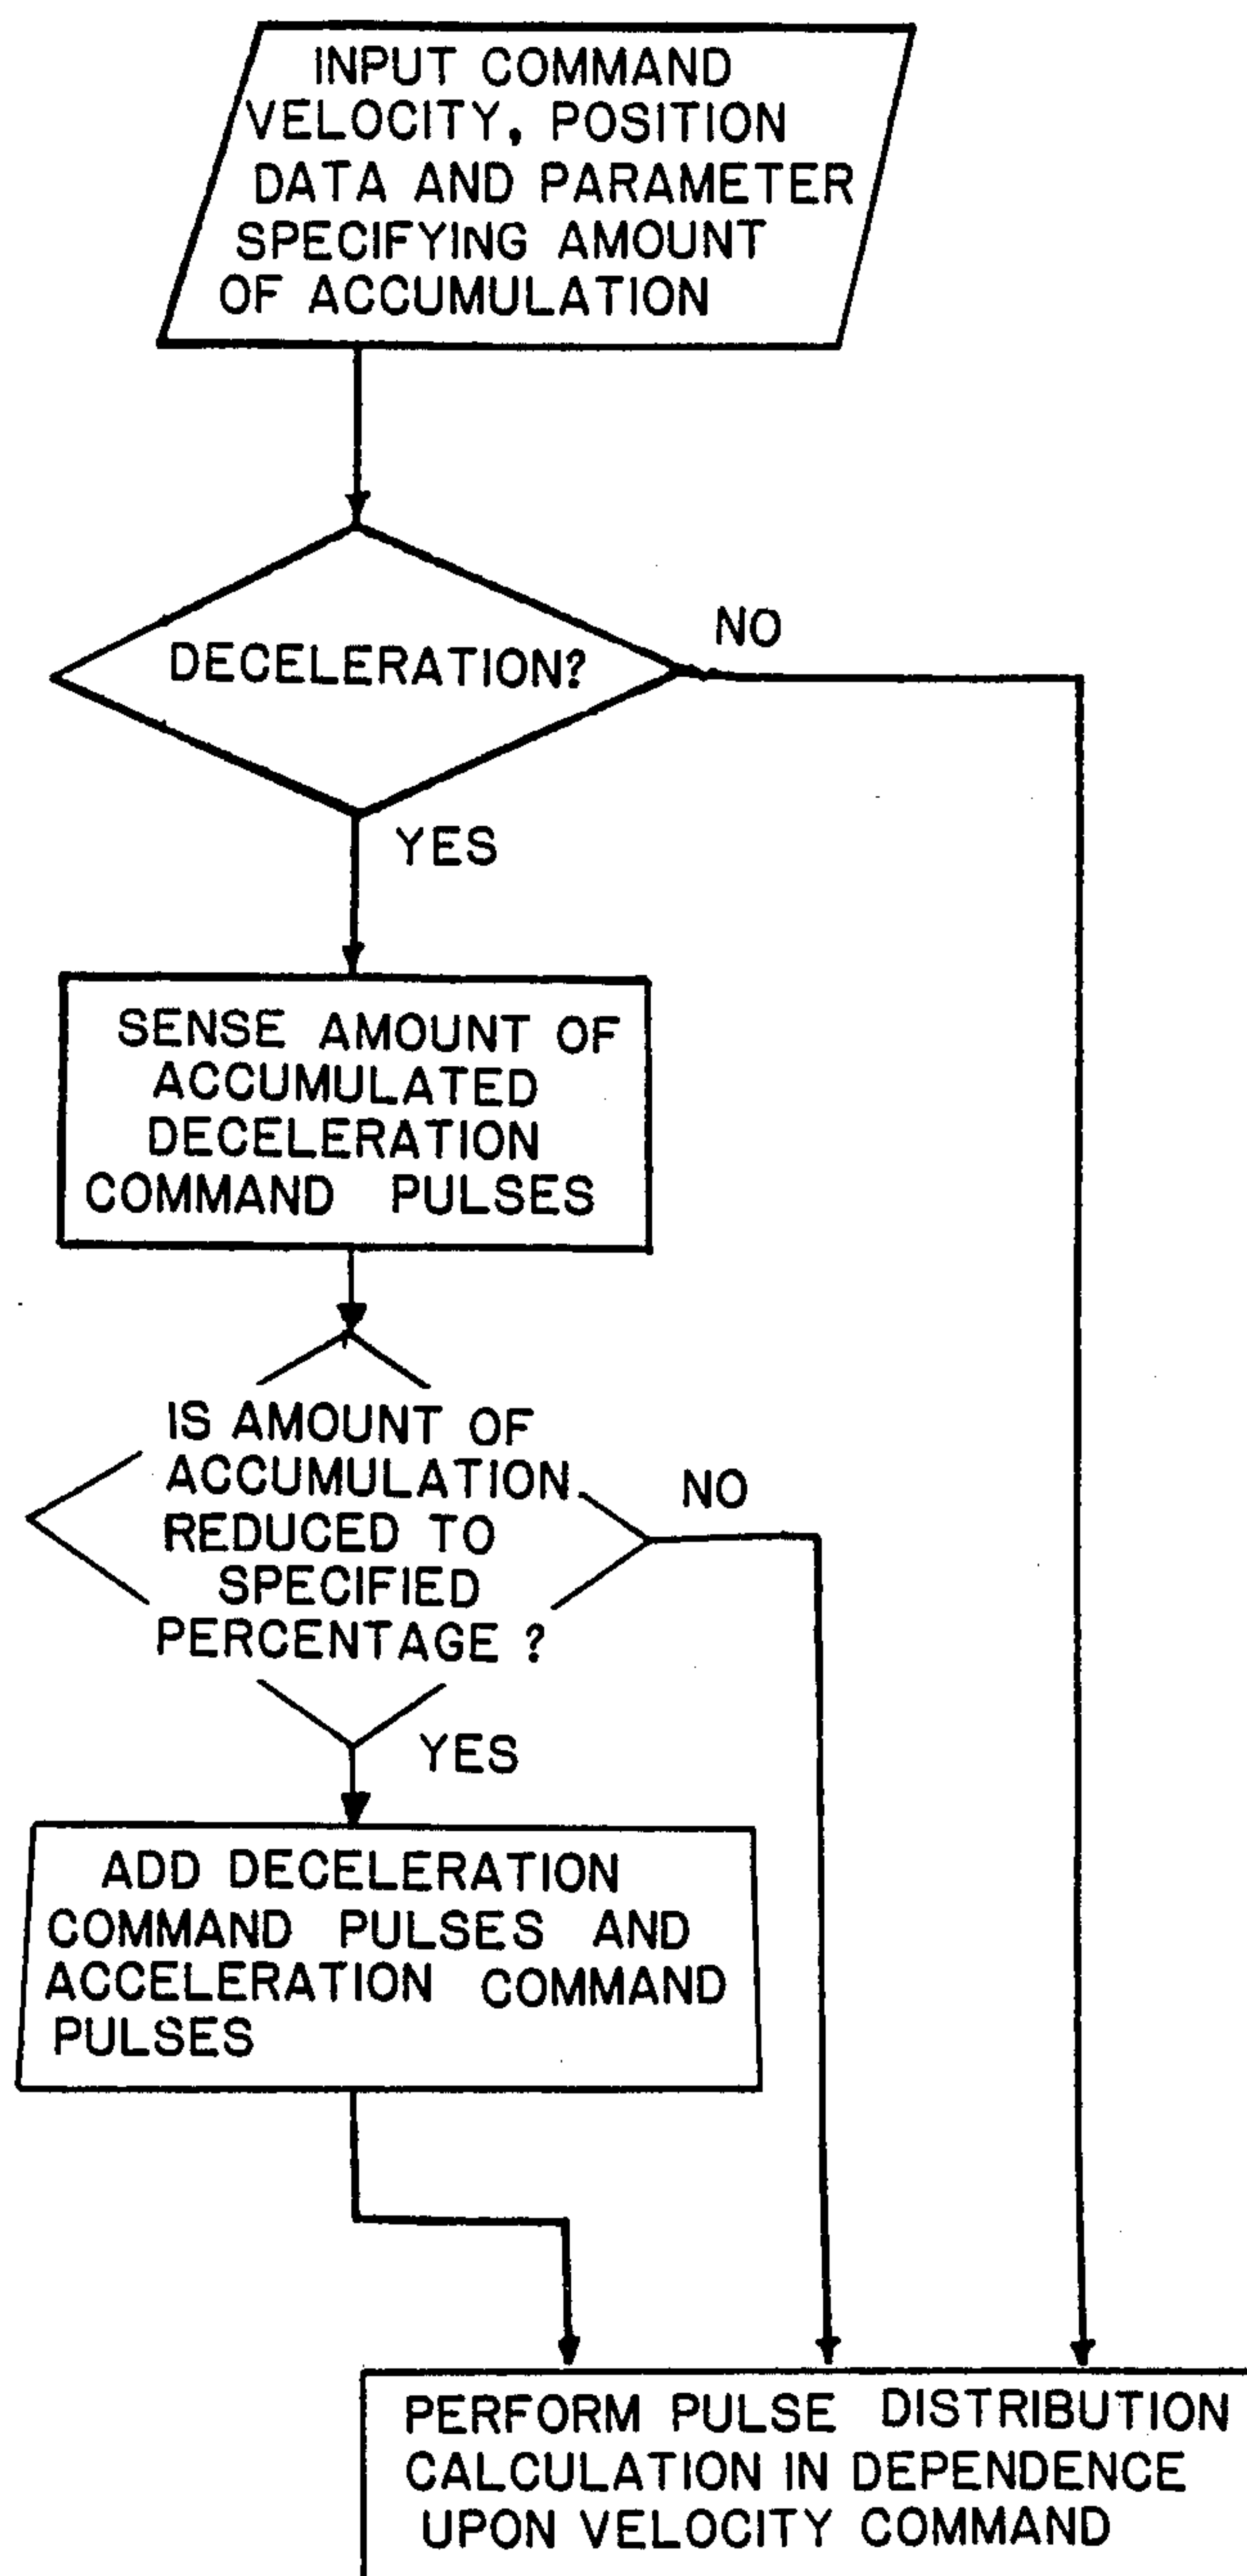 INPUT COMMAND
VELOCITY, POSITION
DATA AND PARAMETER
SPECIFYING AMOUNT
OF ACCUMULATION
DECELERATION?
NO
YES
SENSE AMOUNT OF
ACCUMULATED
DECELERATION
COMMAND PULSES
IS AMOUNT OF
ACCUMULATION
REDUCED TO
SPECIFIED
PERCENTAGE ?
NO
YES
ADD DECELERATION
COMMAND PULSES AND
ACCELERATION COMMAND
PULSES
PERFORM PULSE DISTRIBUTION
CALCULATION IN DEPENDENCE
UPON VELOCITY COMMAND